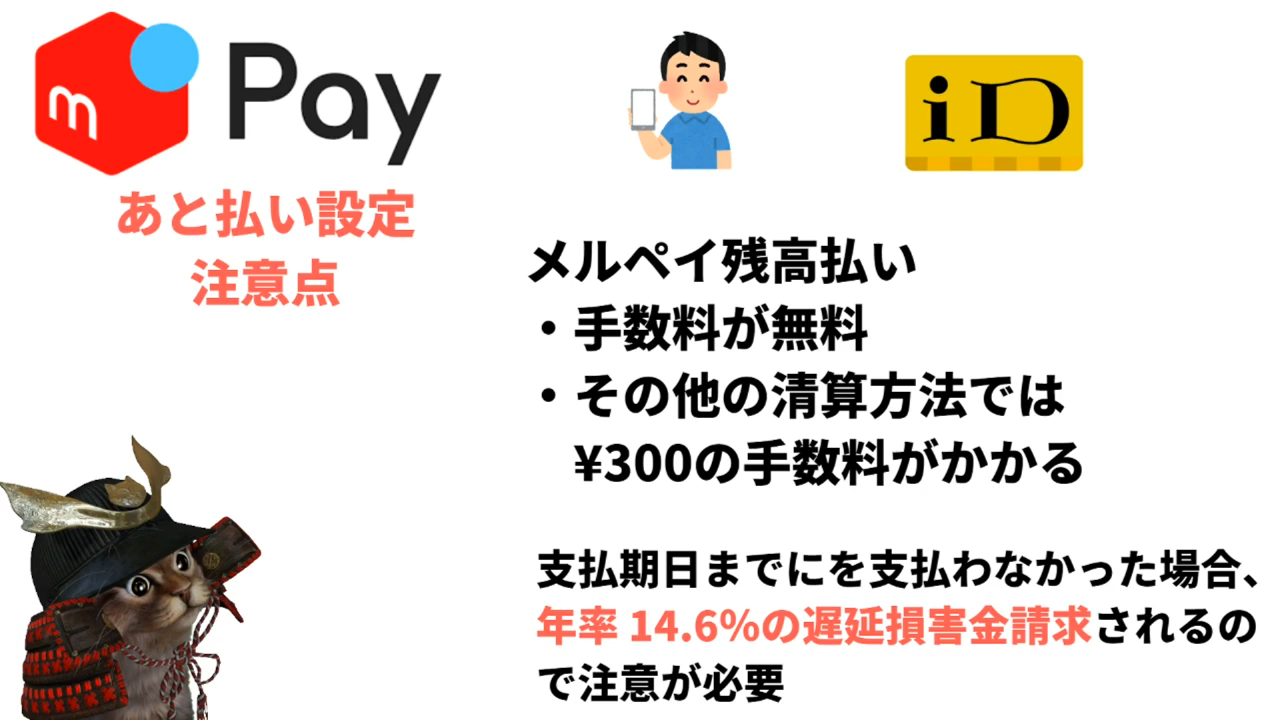 m Pay
iD
あと払い設定
注意点
メルペイ残高払い
・手数料が無料
・その他の清算方法では
¥300の手数料がかかる
支払期日までにを支払わなかった場合、
年率 14.6%の遅延損害金請求されるの
で注意が必要